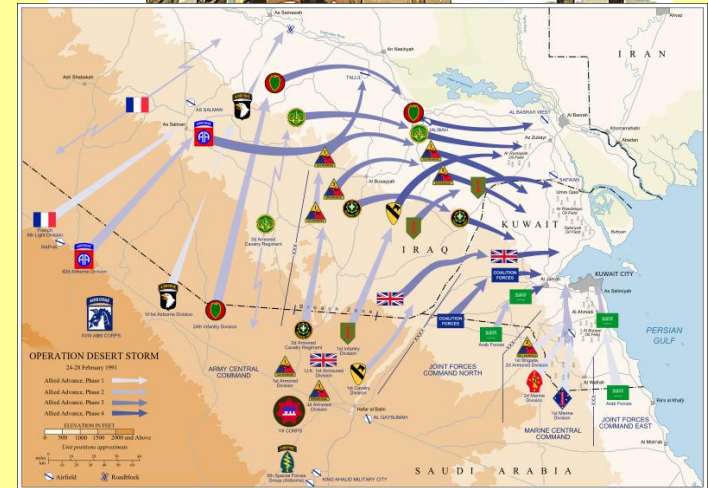 As Samawah
Ahvaz
IRAN
An Nasiriyah
TALLIL
Ash Shabakah
AS SALMAN
As Salman
AL BASRAH WEST
Al Basrah
Khorramshahr
Abadan
JALIBAH
Az Zubayr
Ar Rumaylah
Oil Field
SAFWAN
Umm Qasr
Al Busayyah
KUWAIT
Bubiyan
French
6th Light Division
RAFHA
3d Armored
Cavalry Regiment
IRAQ
82d Airborne Division
COALITION
FORCES
KUWAIT CITY
Al Jahrah
As Salimiyah
XVIII ABN CORPS
101st Airborne Division
24th Infantry Division
Breach Zone
COALITION
FORCES
Al Ahmadi
PERSIAN
GULF
OPERATION DESERT STORM
24-28 February 1991
Allied Advance, Phase 1
Allied Advance, Phase 2
Allied Advance, Phase 3
Allied Advance, Phase 4
ARMY CENTRAL
COMMAND
2d Armored
Cavalry Regiment
1st Infantry
Division
Arab Forces
1st Armored
Division
U.K. 1st Armoured
Division
1st Cavalry
Division
3d Armored
Division
JOINT FORCES
COMMAND NORTH
1st Brigade,
2d Armored Division
Al Wafrah
2d Marine
Division
1st Marine
Division
Arab Forces
Ra's al Khafji
ELEVATION IN FEET
0 500 1000 2000 and Above
Unit positions approximate
VII CORPS
Hafar al Batin
AL QAYSUMAH
MARINE CENTRAL
COMMAND
JOINT FORCES
COMMAND EAST
Al Mish'ab
Airfield
Roadblock
5th Special Forces
Group (Airborne)
KING KHALID MILITARY CITY
SAUDI ARABIA